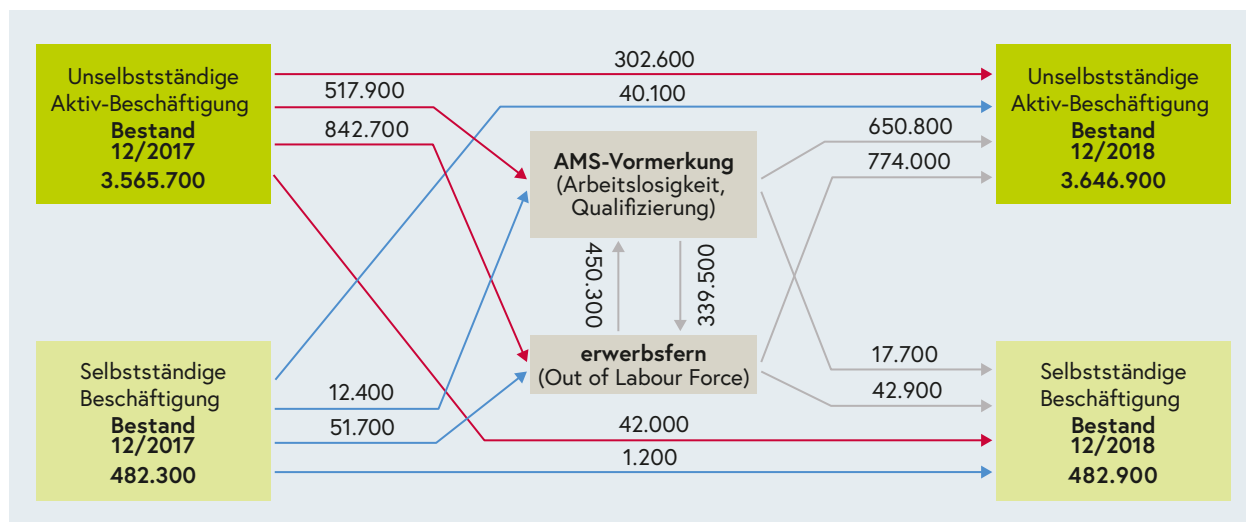 Unselbstständige
Aktiv-Beschäftigung
Bestand
12/2017
3.565.700
302.600
517.900
40.100
842.700
Unselbstständige
Aktiv-Beschäftigung
Bestand
12/2018
3.646.900
AMS-Vormerkung
(Arbeitslosigkeit,
Qualifizierung)
650.800
774.000
450.300
339.500
erwerbsfern
(Out of Labour Force)
Selbstständige
Beschäftigung
Bestand
12/2017
482.300
12.400
51.700
42.000
1.200
17.700
42.900
Selbstständige
Beschäftigung
Bestand
12/2018
482.900